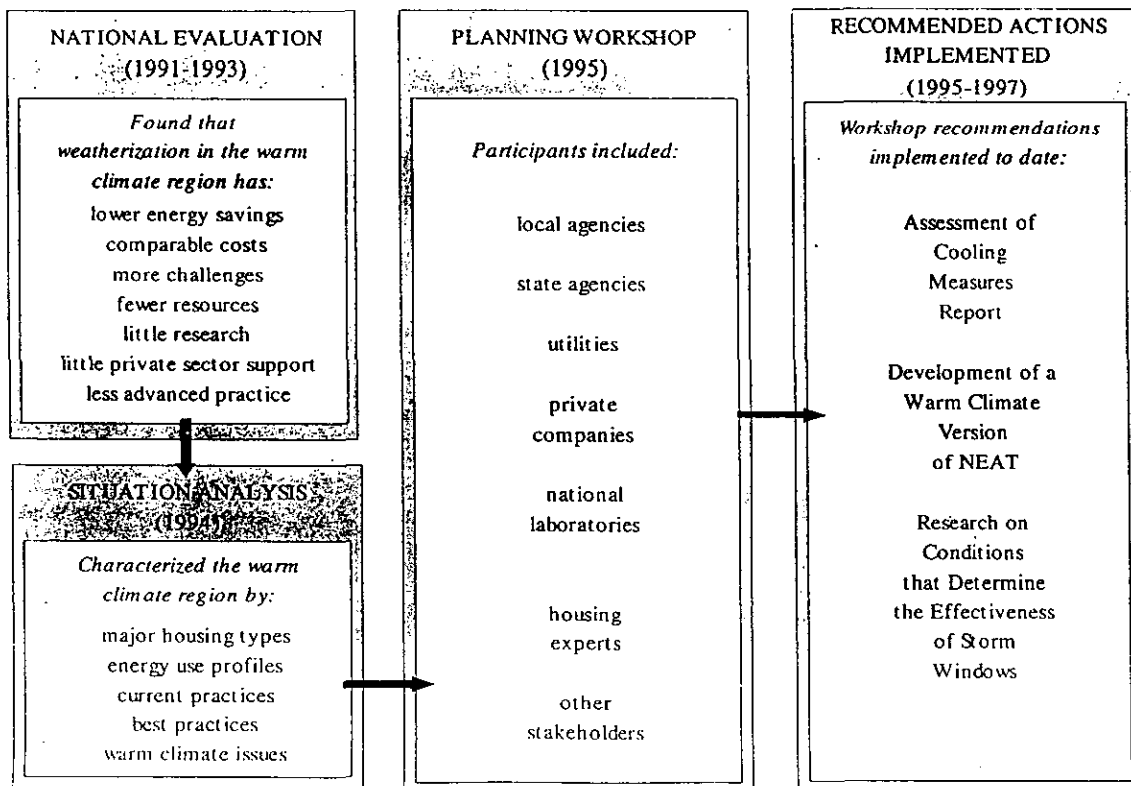 NATIONAL EVALUATION
(1991-1993)
Found that
weatherization in the warm
climate region has:
lower energy savings
comparable costs
more challenges
fewer resources
little research
little private sector support
less advanced practice
SITUATION ANALYSIS
(1994)
Characterized the warm
climate region by:
major housing types
energy use profiles
current practices
best practices
warm climate issues
PLANNING WORKSHOP
(1995)
Participants included:
local agencies
state agencies
utilities
private
companies
national
laboratories
housing
experts
other
stakeholders
RECOMMENDED ACTIONS
IMPLEMENTED
(1995-1997)
Workshop recommendations
implemented to date:
Assessment of
Cooling
Measures
Report
Development of a
Warm Climate
Version
of NEAT
Research on
Conditions
that Determine
the Effectiveness
of Storm
Windows